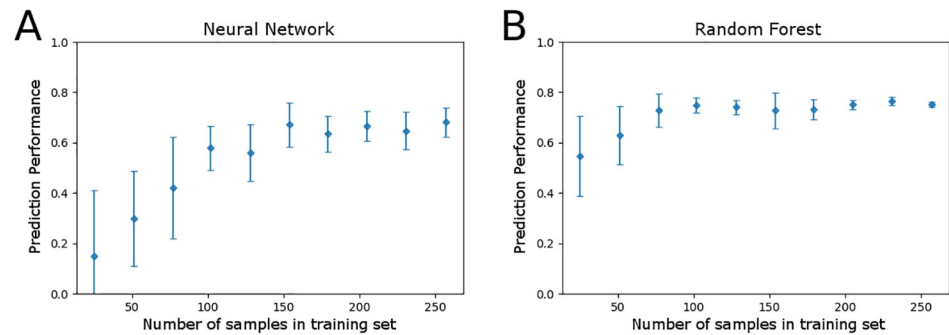 A
Neural Network
1.0
0.8
0.6
0.4
0.2
0.0
Prediction Performance
50 100 150 200 250
Number of samples in training set
B
Random Forest
1.0
0.8
0.6
0.4
0.2
0.0
Prediction Performance
50 100 150 200 250
Number of samples in training set